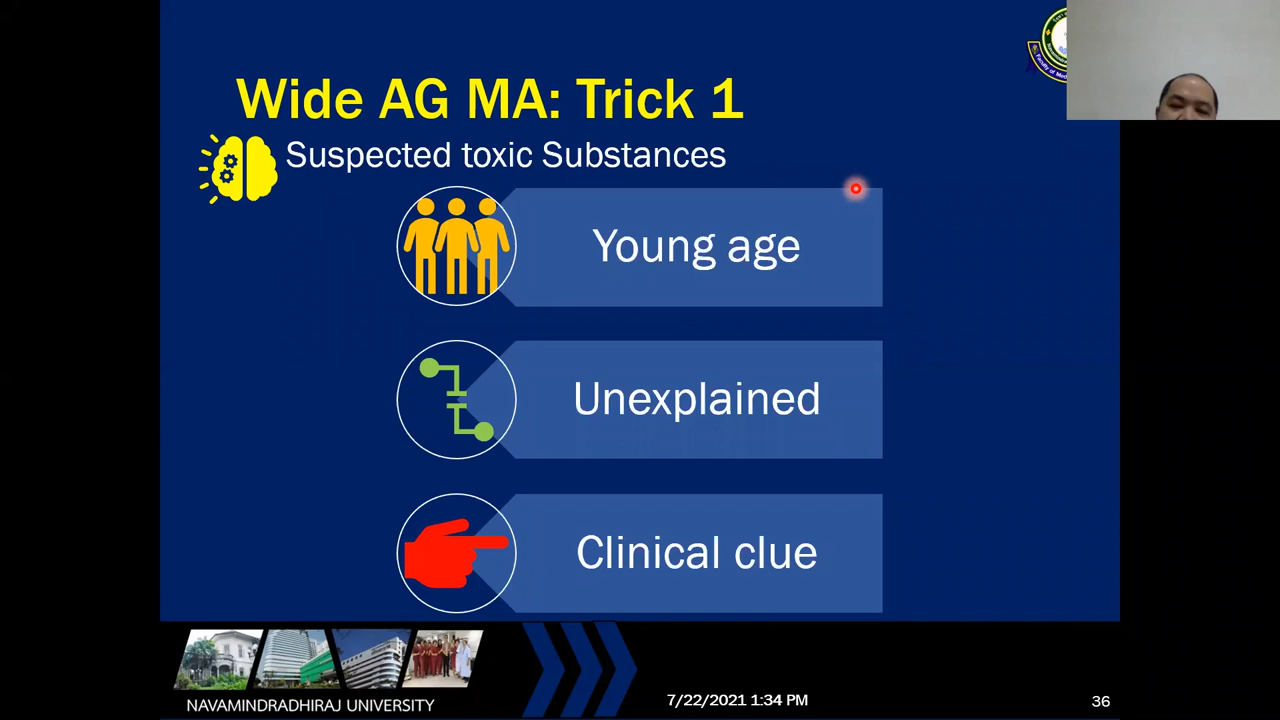 Wide AG MA: Trick 1
Suspected toxic Substances
Young age
Unexplained
Clinical clue
NAVAMINDRADHIRAJ UNIVERSITY
7/22/2021 1:34 PM
36